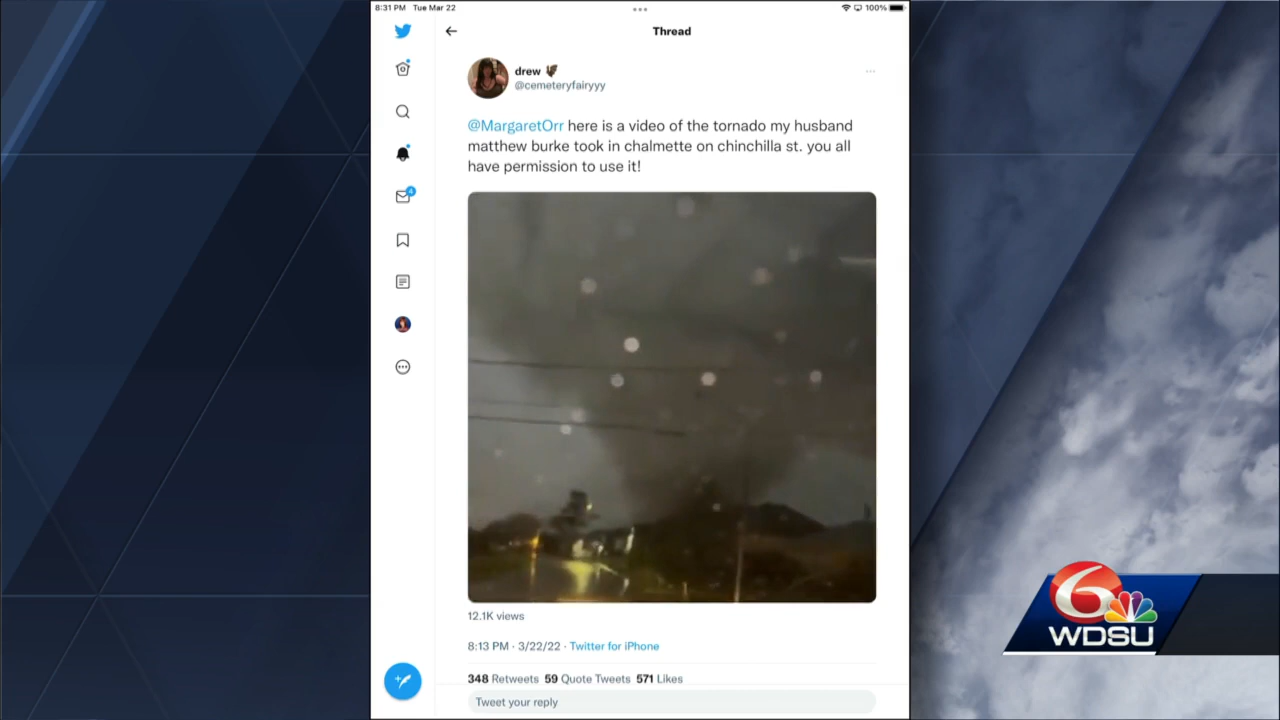 8:31 PM Tue Mar 22
100%
Thread
drew
@cemeteryfairyyy
@MargaretOrr here is a video of the tornado my husband
matthew burke took in chalmette on chinchilla st. you all
have permission to use it!
4
12.1K views
8:13 PM · 3/22/22 · Twitter for iPhone
348 Retweets 59 Quote Tweets 571 Likes
Tweet your reply
6
WDSU